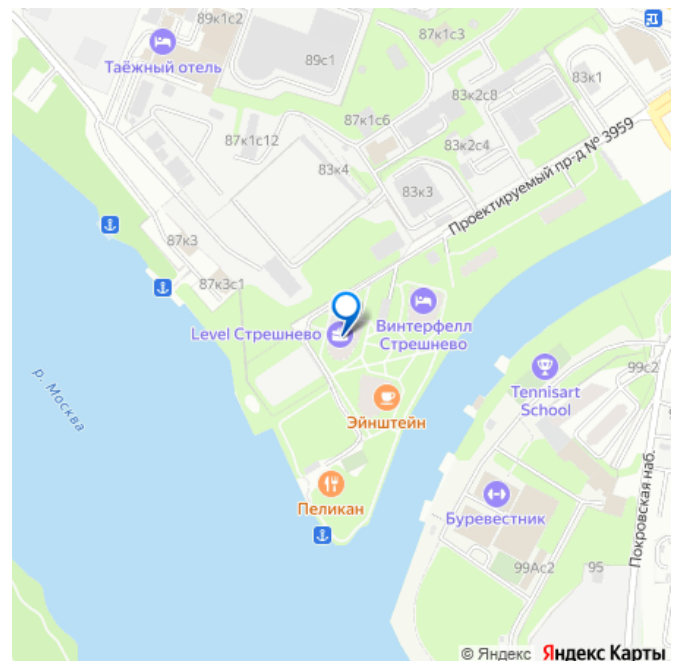 89к1с2
87к1с3
Таёжный отель
89с1
83к1
83к2с8
87к1с6
87к1с12
83к2с4
83к4
83к3
Проектируемый пр-д № 3959
87к3
87к3с1
Level Стрешнево
Винтерфелл
Стрешнево
р. Москва
99с2
Tennisart
School
Эйнштейн
Пеликан
Буревестник
Покровская наб.
99Ас2
95
© Яндекс Яндекс Карты